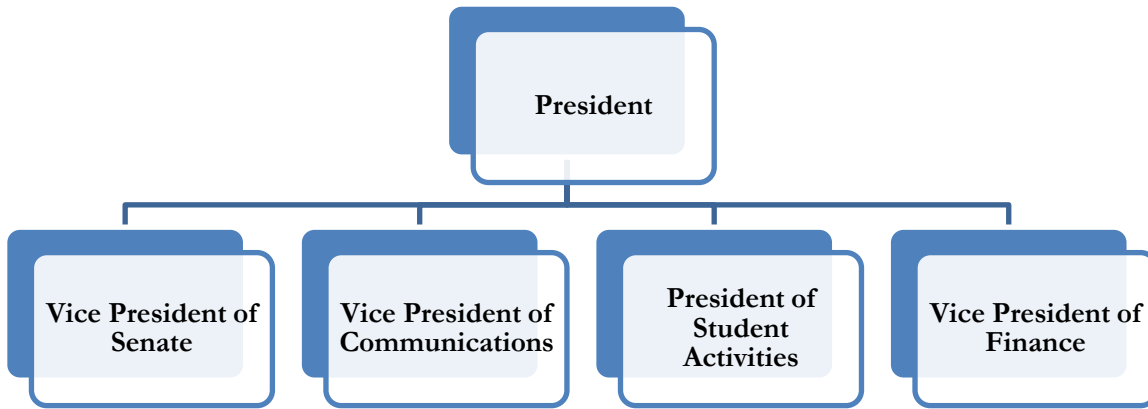 President
Vice President of
Senate
Vice President of
Communications
President of
Student
Activities
Vice President of
Finance